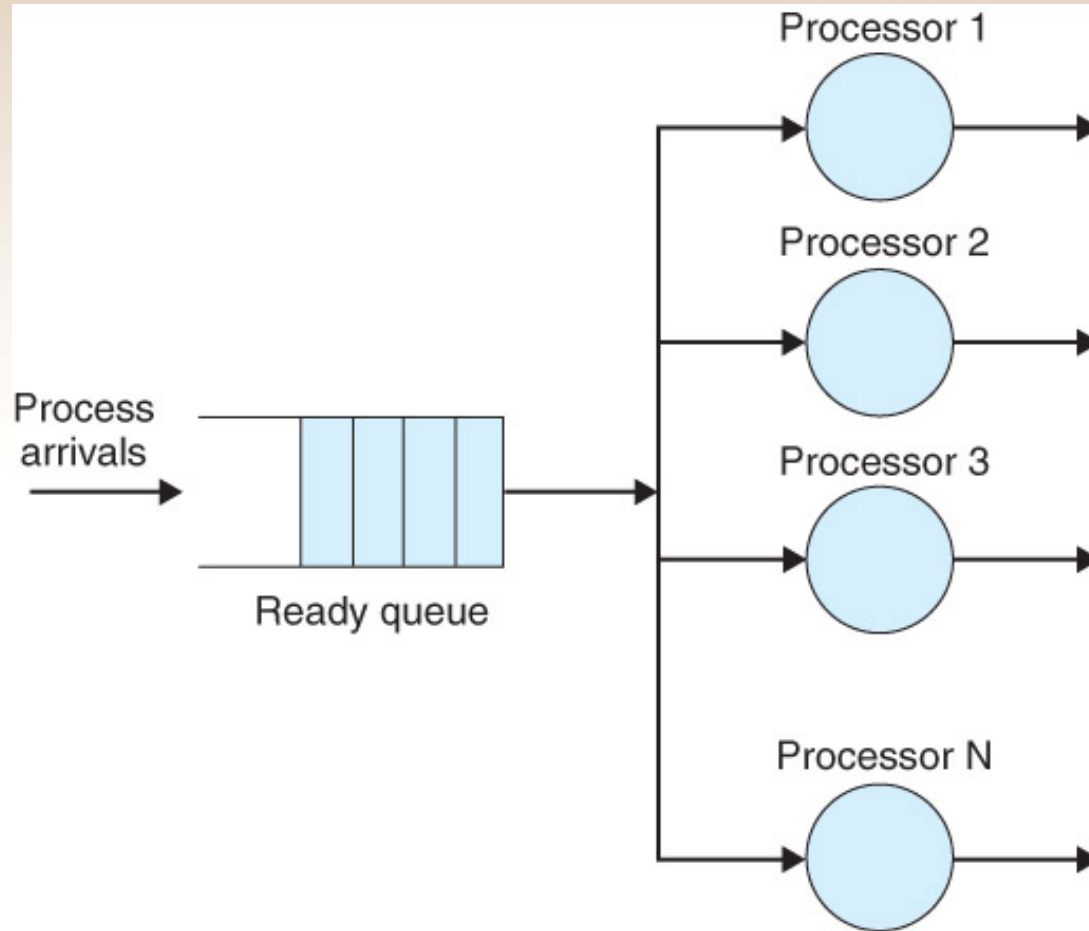 Processor 1
Processor 2
Process
arrivals
Processor 3
Ready queue
Processor N